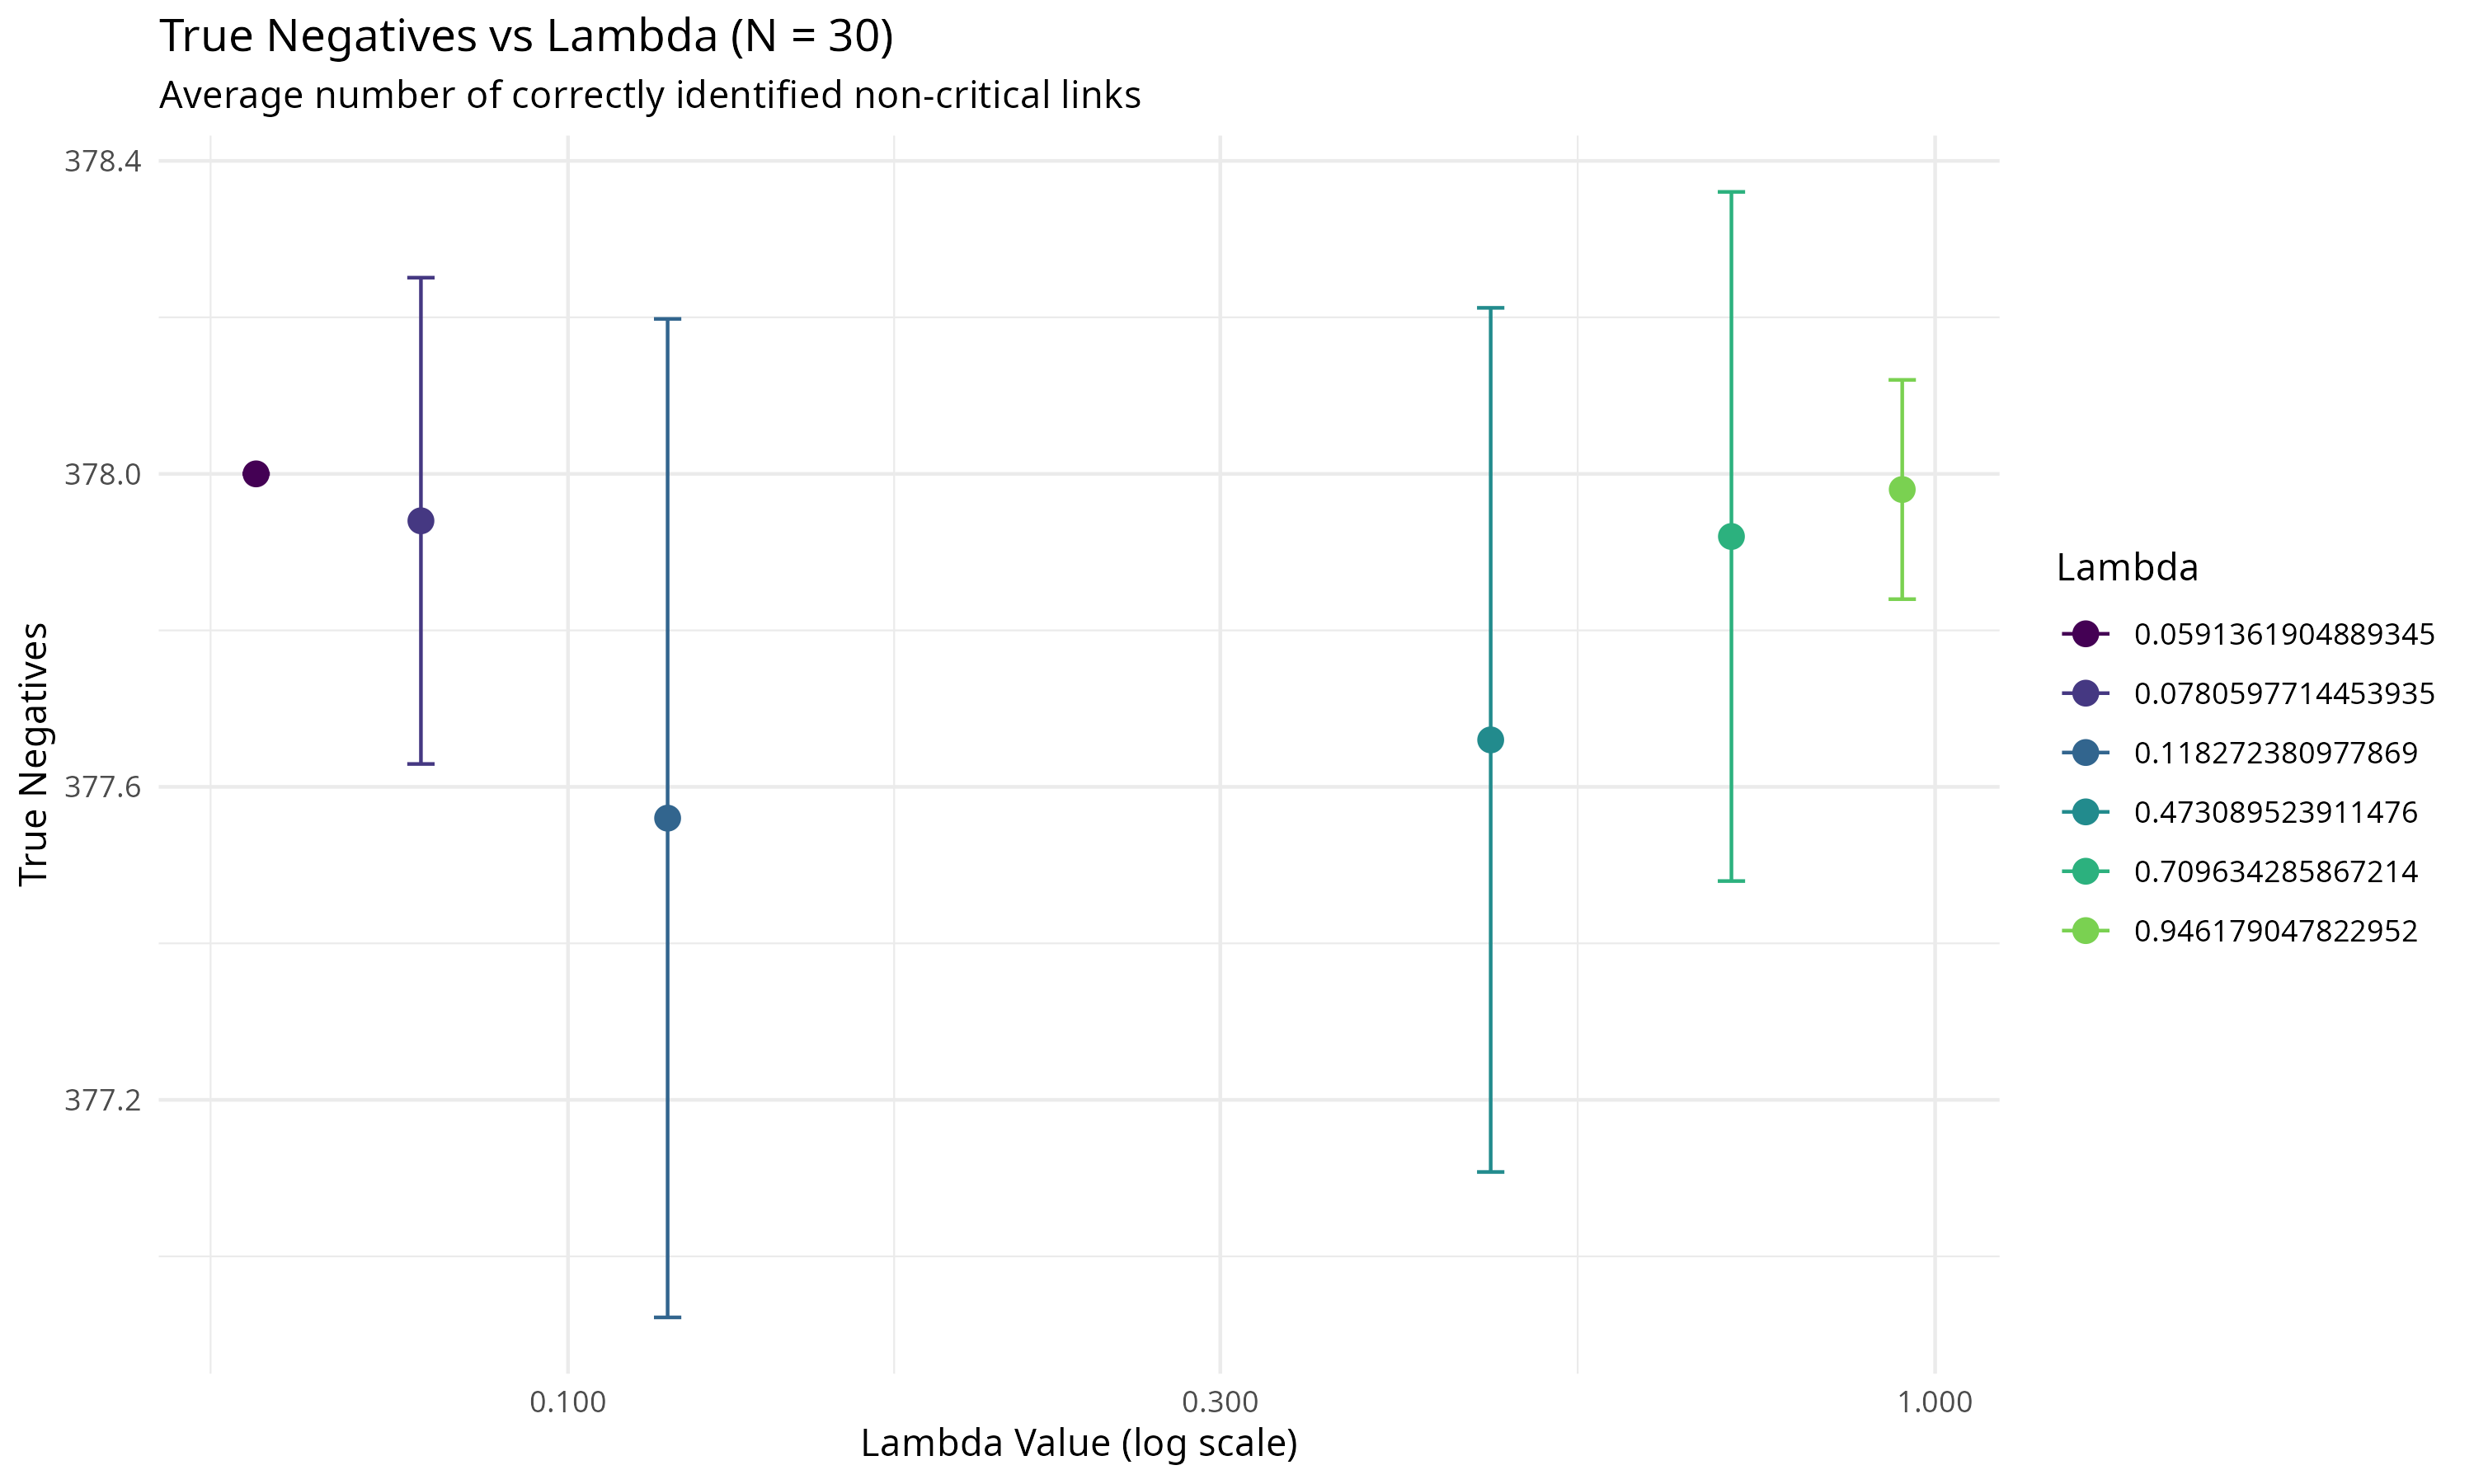 True Negatives vs Lambda (N = 30)
Average number of correctly identified non-critical links
378.4
378.0
377.6
377.2
True Negatives
0.100
0.300
1.000
Lambda Value (log scale)
Lambda
0.0591361904889345
0.0780597714453935
0.118272380977869
0.473089523911476
0.709634285867214
0.946179047822952